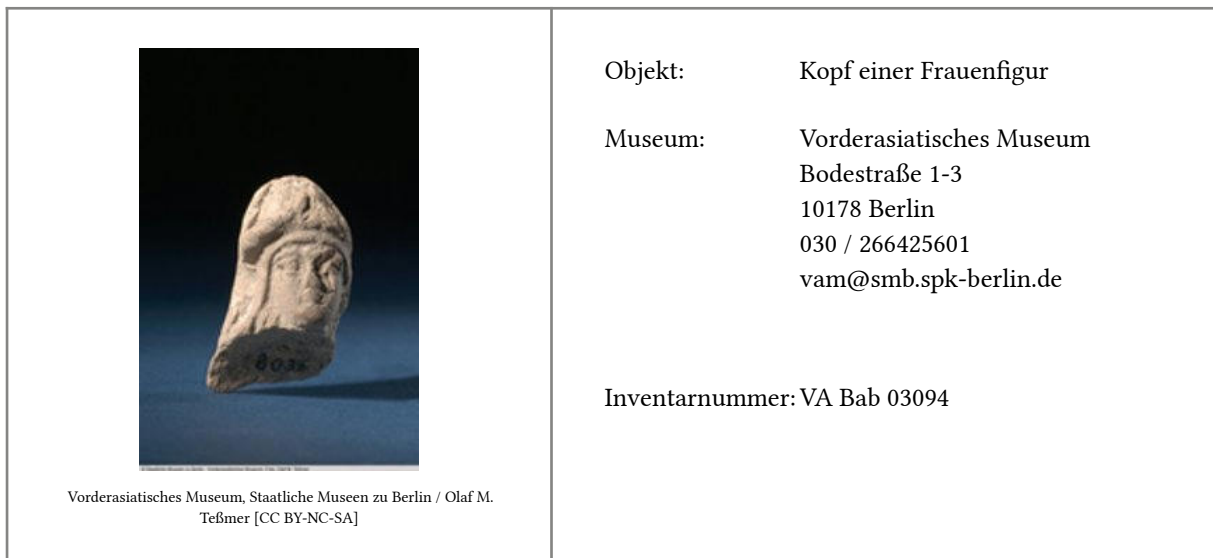 Objekt: Kopf einer Frauenfigur
Museum: Vorderasiatisches Museum
Bodestraße 1-3
10178 Berlin
030 / 266425601
vam@smb.spk-berlin.de
Inventarnummer: VA Bab 03094
Vorderasiatisches Museum, Staatliche Museen zu Berlin / Olaf M.
Teßmer [CC BY-NC-SA]